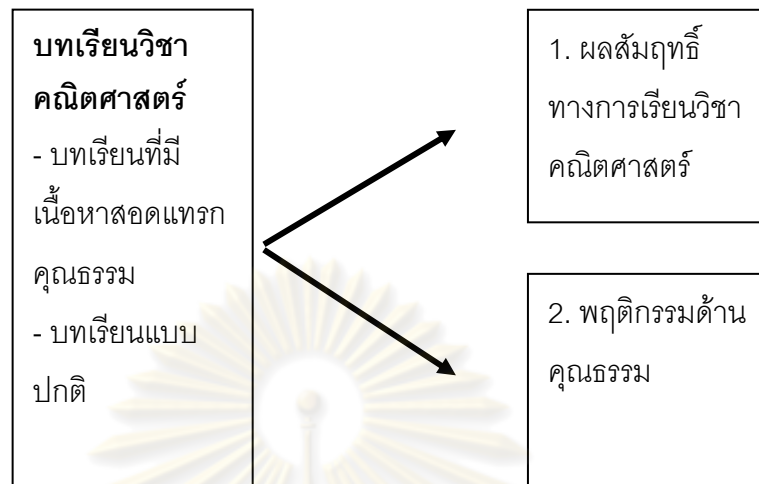 บทเรียนวิชา
คณิตศาสตร์
- บทเรียนที่มี
เนื้อหาสอดแทรก
คุณธรรม
- บทเรียนแบบ
ปกติ
1. ผลสัมฤทธิ์
ทางการเรียนวิชา
คณิตศาสตร์
2. พฤติกรรมด้าน
คุณธรรม